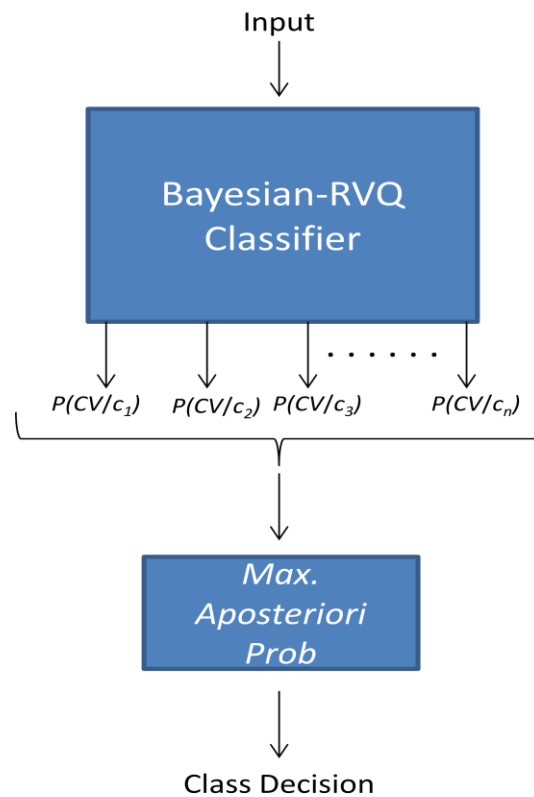 Input
Bayesian-RVQ
Classifier
. . . . . .
P(CV/c₁) P(CV/c₂) P(CV/c₃) P(CV/cₙ)
Max.
Aposteriori
Prob
Class Decision